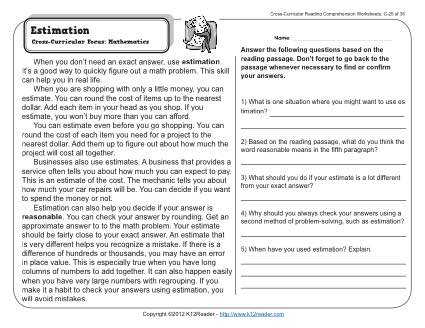 Cross-Curricular Reading Comprehension Worksheets: C-25 of 36
Estimation
Cross-Curricular Focus: Mathematics
Name:
When you don't need an exact answer, use estimation
It's a good way to quickly figure out a math problem. This skill
can help you in real life.
When you are shopping with only a little money, you can
estimate. You can round the cost of items up to the nearest
dollar. Add each item in your head as you shop. If you
estimate, you won't buy more than you can afford.
You can estimate even before you go shopping. You can
round the cost of each item you need for a project to the
nearest dollar. Add them up to figure out about how much the
project will cost all together.
Businesses also use estimates. A business that provides a
service often tells you about how much you can expect to pay.
This is an estimate of the cost. The mechanic tells you about
how much your car repairs will be. You can decide if you want
to spend the money or not.
Estimation can also help you decide if your answer is
reasonable. You can check your answer by rounding. Get an
approximate answer to to the math problem. Your estimate
should be fairly close to your exact answer. An estimate that
is very different helps you recognize a mistake. If there is a
difference of hundreds or thousands, you may have an error
in place value. This is especially true when you have long
columns of numbers to add together. It can also happen easily
when you have very large numbers with regrouping. If you
make it a habit to check your answers using estimation, you
will avoid mistakes.
Answer the following questions based on the
reading passage. Don't forget to go back to the
passage whenever necessary to find or confirm
your answers.
1) What is one situation where you might want to use es
timation?
2) Based on the reading passage, what do you think the
word reasonable means in the fifth paragraph?
3) What should you do if your estimate is a lot different
from your exact answer?
4) Why should you always check your answers using a
second method of problem-solving, such as estimation?
5) When have you used estimation? Explain.
Copyright ©2012 K12Reader - http://www.k12reader.com